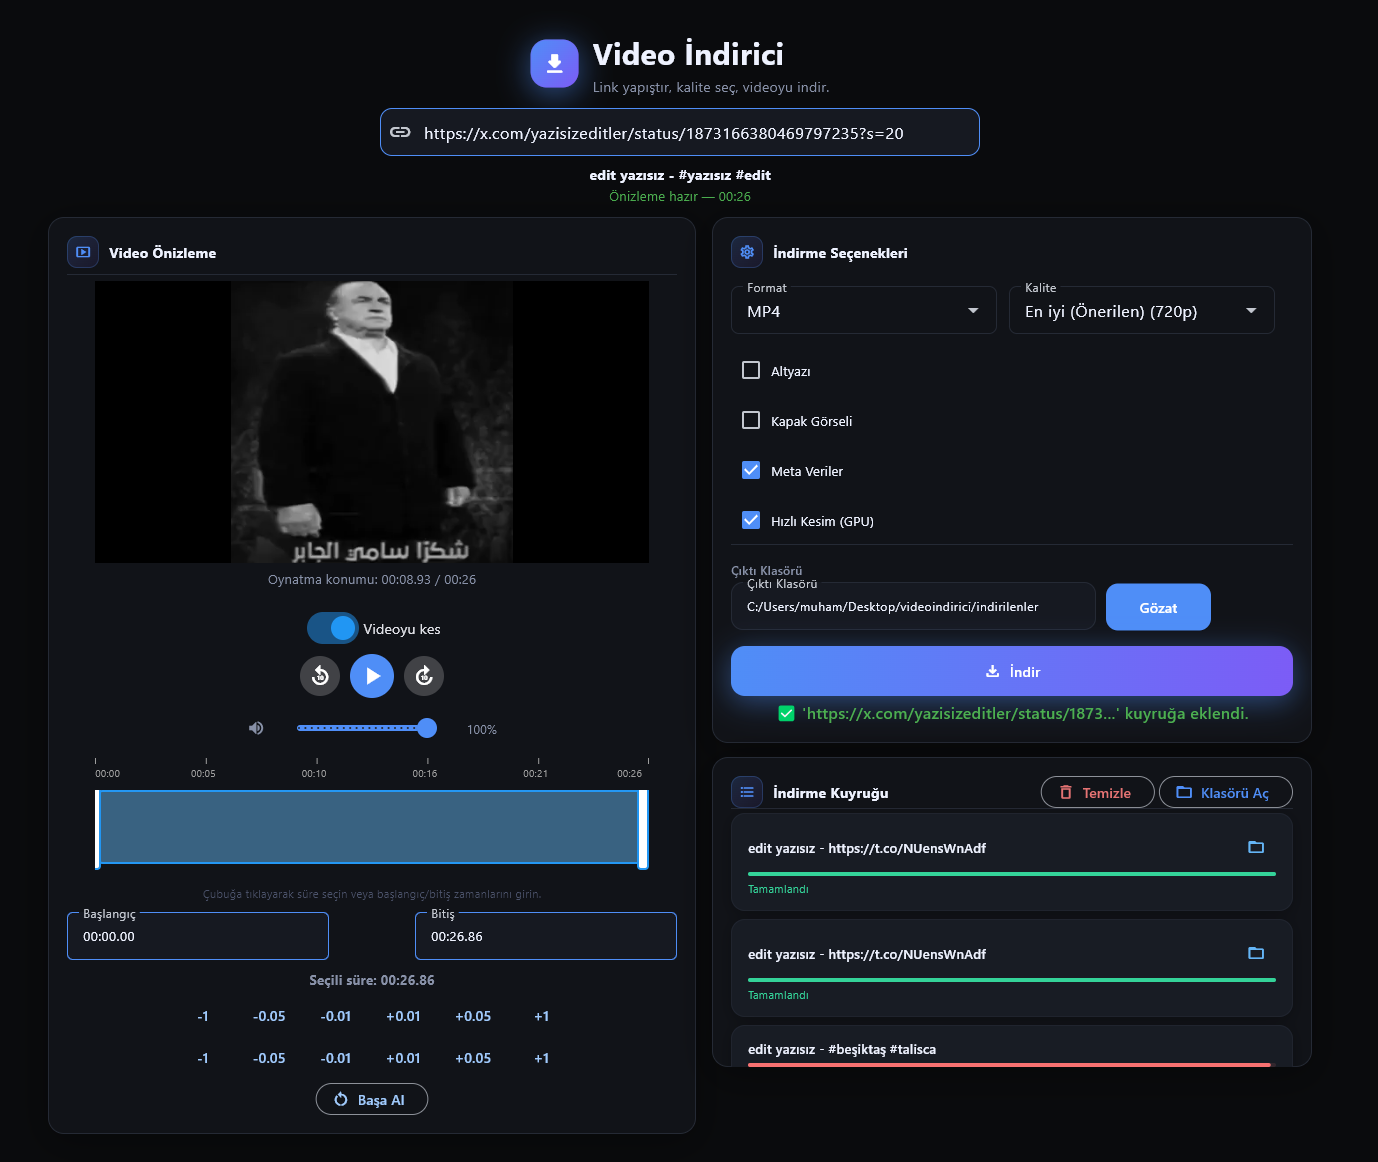 Video İndirici
Link yapıştır, kalite seç, videoyu indir.
https://x.com/yazisizeditler/status/1873166380469797235?s=20
edit yazısız - #yazısız #edit
Önizleme hazır — 00:26
Video Önizleme
شكرًا سامي الجابر
Oynatma konumu: 00:08.93 / 00:26
Videoyu kes
10
10
100%
00:00 00:05 00:10 00:16 00:21 00:26
Çubuğa tıklayarak süre seçin veya başlangıç/bitiş zamanlarını girin.
Başlangıç
00:00.00
Bitiş
00:26.86
Seçili süre: 00:26.86
-1 -0.05 -0.01 +0.01 +0.05 +1
-1 -0.05 -0.01 +0.01 +0.05 +1
Başa Al
İndirme Seçenekleri
Format
MP4
Kalite
En iyi (Önerilen) (720p)
Altyazı
Kapak Görseli
Meta Veriler
Hızlı Kesim (GPU)
Çıktı Klasörü
Çıktı Klasörü
C:/Users/muham/Desktop/videoindirici/indirilenler
Gözat
İndir
'https://x.com/yazisizeditler/status/1873...' kuyruğa eklendi.
İndirme Kuyruğu
Temizle
Klasörü Aç
edit yazısız - https://t.co/NUensWnAdf
Tamamlandı
edit yazısız - https://t.co/NUensWnAdf
Tamamlandı
edit yazısız - #beşiktaş #talisca